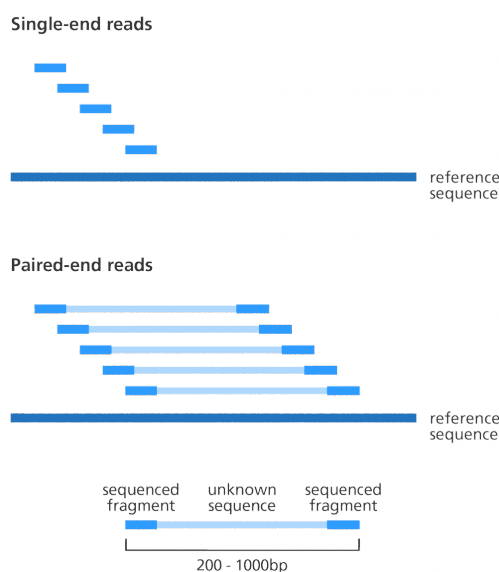 Single-end reads
reference
sequence
Paired-end reads
reference
sequence
sequenced unknown sequenced
fragment sequence fragment
200 - 1000bp